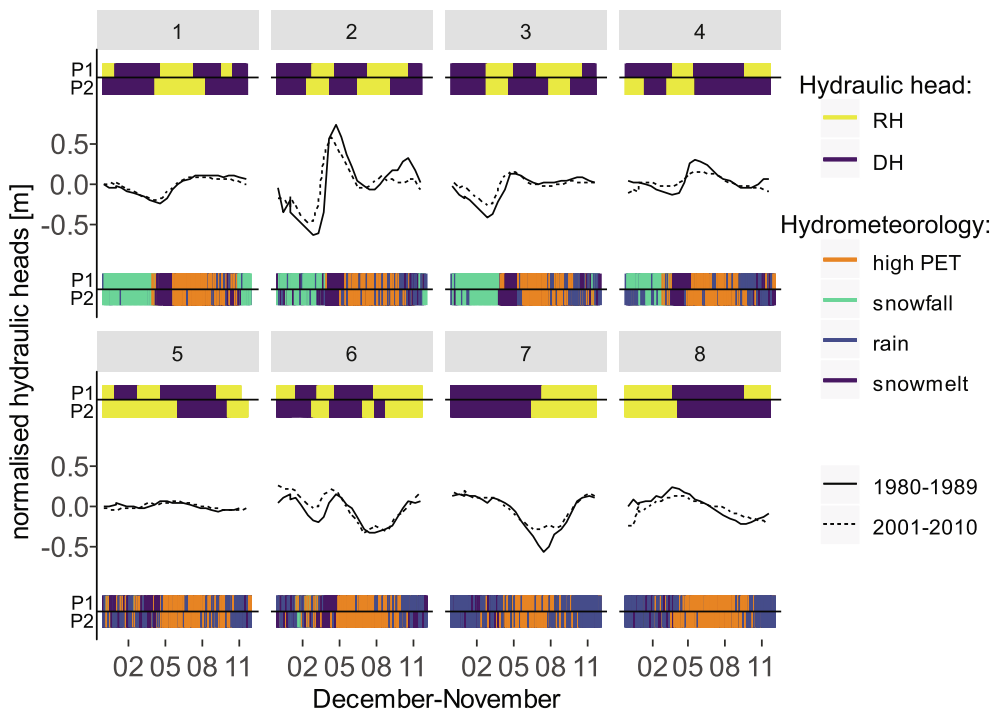 1 2 3 4
P1
P2
0.5
0.0
-0.5
P1
P2
5 6 7 8
P1
P2
0.5
0.0
-0.5
P1
P2
02 05 08 11 02 05 08 11 02 05 08 11 02 05 08 11
December-November
normalised hydraulic heads [m]
Hydraulic head:
RH
DH
Hydrometeorology:
high PET
snowfall
rain
snowmelt
1980-1989
2001-2010